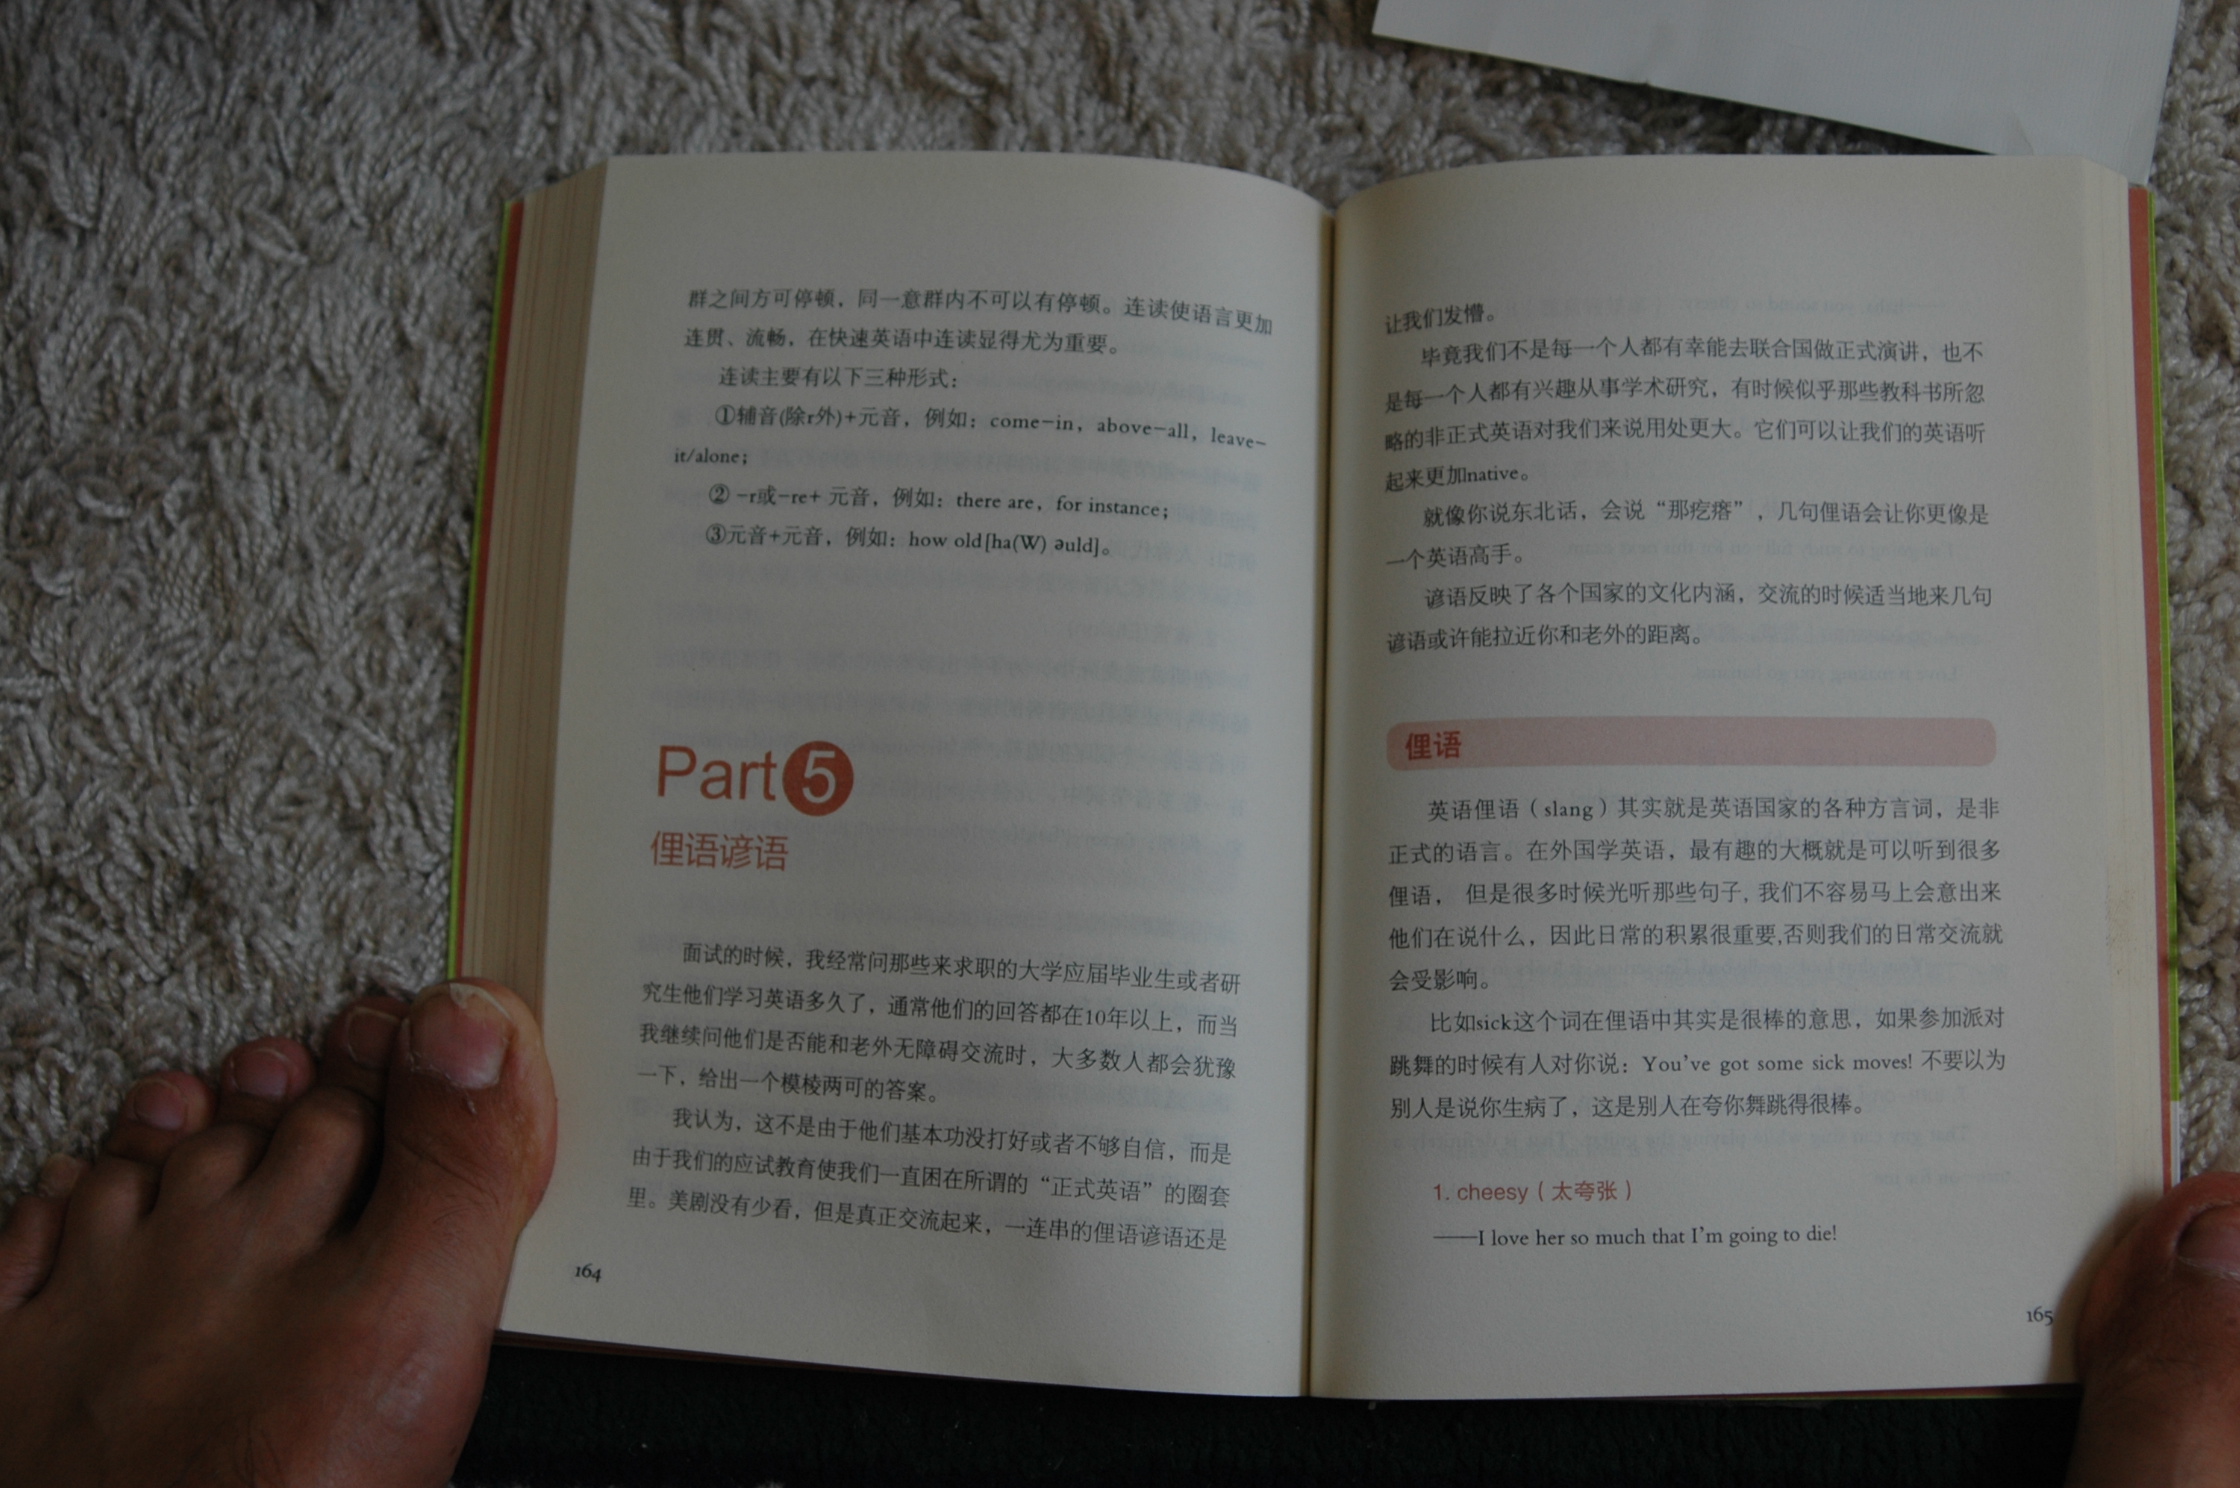 群之间方可停顿，同一意群内不可以有停顿。连读使语言更加
连贯、流畅，在快速英语中连读显得尤为重要。
连读主要有以下三种形式：
①辅音(除r外)+元音，例如：come-in，above-all，leave-
it/alone；
② -r或-re+ 元音，例如：there are，for instance；
③元音+元音，例如：how old[ha(W) əuld]。
Part 5
俚语谚语
面试的时候，我经常问那些来求职的大学应届毕业生或者研
究生他们学习英语多久了，通常他们的回答都在10年以上，而当
我继续问他们是否能和老外无障碍交流时，大多数人都会犹豫
一下，给出一个模棱两可的答案。
我认为，这不是由于他们基本功没打好或者不够自信，而是
由于我们的应试教育使我们一直困在所谓的“正式英语”的圈套
里。美剧没有少看，但是真正交流起来，一连串的俚语谚语还是
164
让我们发懵。
毕竟我们不是每一个人都有幸能去联合国做正式演讲，也不
是每一个人都有兴趣从事学术研究，有时候似乎那些教科书所忽
略的非正式英语对我们来说用处更大。它们可以让我们的英语听
起来更加native。
就像你说东北话，会说“那疙瘩”，几句俚语会让你更像是
一个英语高手。
谚语反映了各个国家的文化内涵，交流的时候适当地来几句
谚语或许能拉近你和老外的距离。
俚语
英语俚语（slang）其实就是英语国家的各种方言词，是非
正式的语言。在外国学英语，最有趣的大概就是可以听到很多
俚语，但是很多时候光听那些句子,我们不容易马上会意出来
他们在说什么，因此日常的积累很重要,否则我们的日常交流就
会受影响。
比如sick这个词在俚语中其实是很棒的意思，如果参加派对
跳舞的时候有人对你说：You've got some sick moves! 不要以为
别人是说你生病了，这是别人在夸你舞跳得很棒。
1. cheesy（太夸张）
——I love her so much that I'm going to die!
165